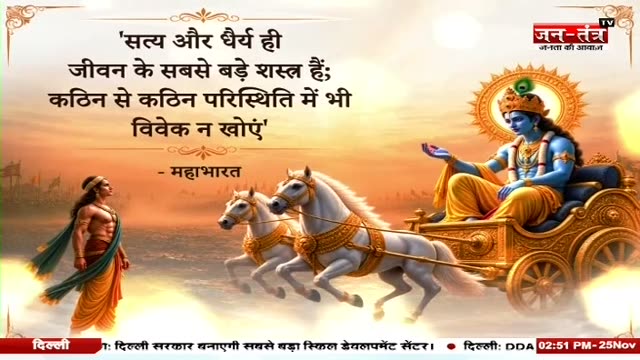 'सत्य और धैर्य ही
जीवन के सबसे बड़े शस्त्र हैं;
कठिन से कठिन परिस्थिति में भी
विवेक न खोएं'
- महाभारत
जन-तंत्र TV
जनता की आवाज़
दिल्ली
: दिल्ली सरकार बनाएगी सबसे बड़ा स्किल डेयलपमेंट सेंटर। • दिल्ली: DDA
02:51 PM-25Nov